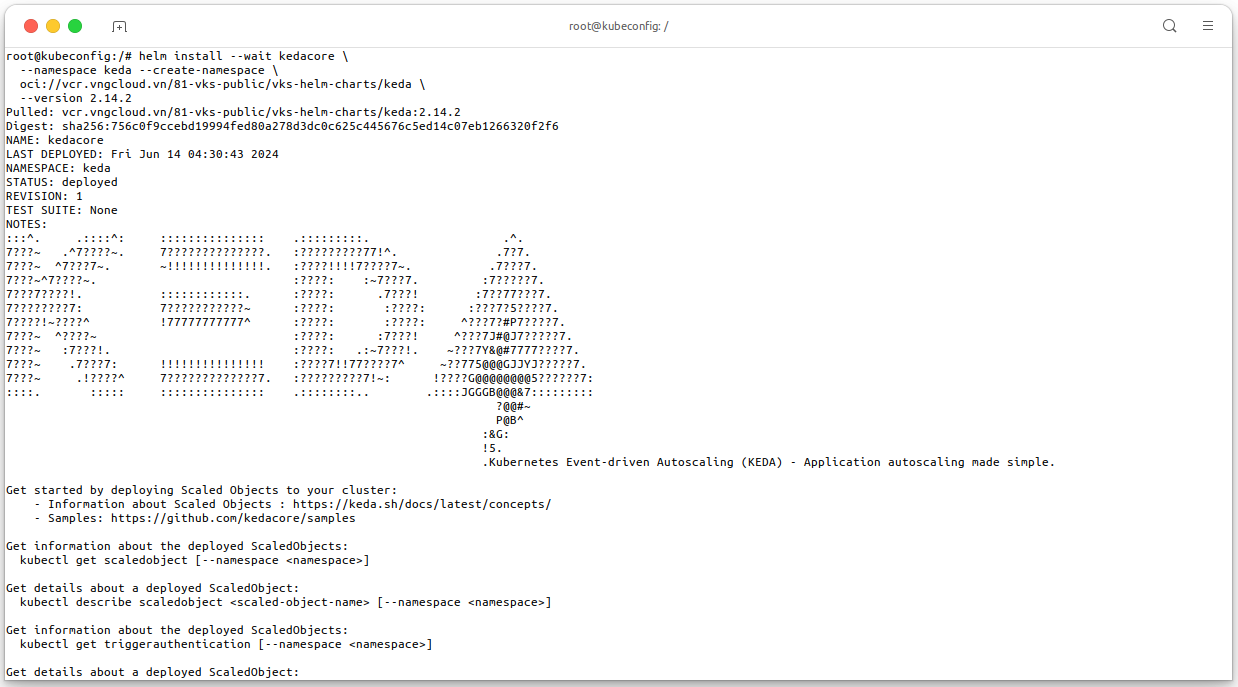 root@kubeconfig: /
root@kubeconfig:/# helm install --wait kedacore \
  --namespace keda --create-namespace \
  oci://vcr.vngcloud.vn/81-vks-public/vks-helm-charts/keda \
  --version 2.14.2
Pulled: vcr.vngcloud.vn/81-vks-public/vks-helm-charts/keda:2.14.2
Digest: sha256:756c0f9ccebd19994fed80a278d3dc0c625c445676c5ed14c07eb1266320f2f6
NAME: kedacore
LAST DEPLOYED: Fri Jun 14 04:30:43 2024
NAMESPACE: keda
STATUS: deployed
REVISION: 1
TEST SUITE: None
NOTES:
:::^.     .::::^:     :::::::::::::::    .:::::::::.                   .^.
7???~   .^7????~.     7??????????????.   :?????????77!^.              .7?7.
7???~  ^7???7~.       ~!!!!!!!!!!!!!!.   :????!!!!7????7~.           .7???7.
7???~^7????~.                            :????:    :~7???7.         :7?????7.
7???7????!.           ::::::::::::.      :????:      .7???!        :7??77???7.
7????????7:           7???????????~      :????:       :????:      :???7?5????7.
7????!~????^          !77777777777^      :????:       :????:     ^???7?#P7????7.
7???~  ^????~                            :????:      :7???!     ^???7J#@J7?????7.
7???~   :7???!.                          :????:   .:~7???!.    ~???7Y&@#7777????7.
7???~    .7???7:      !!!!!!!!!!!!!!!    :????7!!77????7^     ~??775@@@GJJYJ?????7.
7???~     .!????^     7?????????????7.   :?????????7!~:      !????G@@@@@@@@5??????7:
::::.       :::::     :::::::::::::::    .::::::::..        .::::JGGGB@@@&7:::::::::
                                                                      ?@@#~
                                                                      P@B^
                                                                    :&G:
                                                                    !5.
                                                                    .Kubernetes Event-driven Autoscaling (KEDA) - Application autoscaling made simple.
Get started by deploying Scaled Objects to your cluster:
    - Information about Scaled Objects : https://keda.sh/docs/latest/concepts/
    - Samples: https://github.com/kedacore/samples
Get information about the deployed ScaledObjects:
  kubectl get scaledobject [--namespace <namespace>]
Get details about a deployed ScaledObject:
  kubectl describe scaledobject <scaled-object-name> [--namespace <namespace>]
Get information about the deployed ScaledObjects:
  kubectl get triggerauthentication [--namespace <namespace>]
Get details about a deployed ScaledObject: